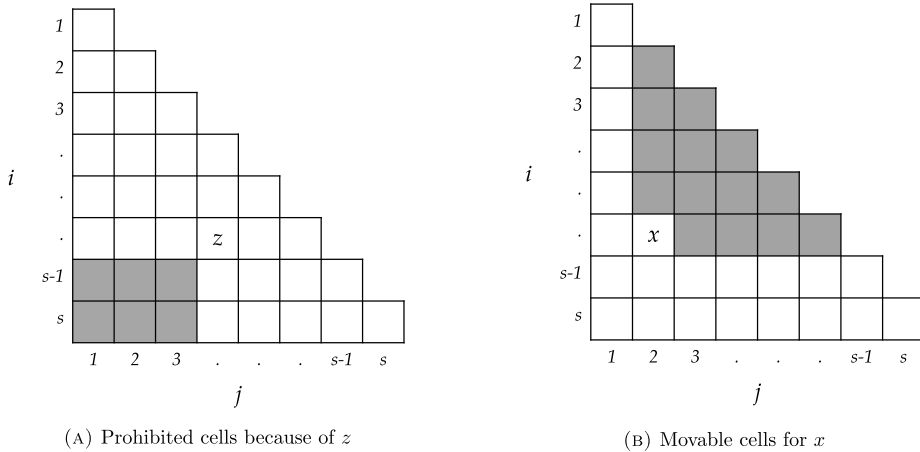 1
2
3
.
.
.
s-1
s
i
z
1 2 3 . . . s-1 s
j
(A) Prohibited cells because of z
1
2
3
.
.
.
s-1
s
i
x
1 2 3 . . . s-1 s
j
(B) Movable cells for x